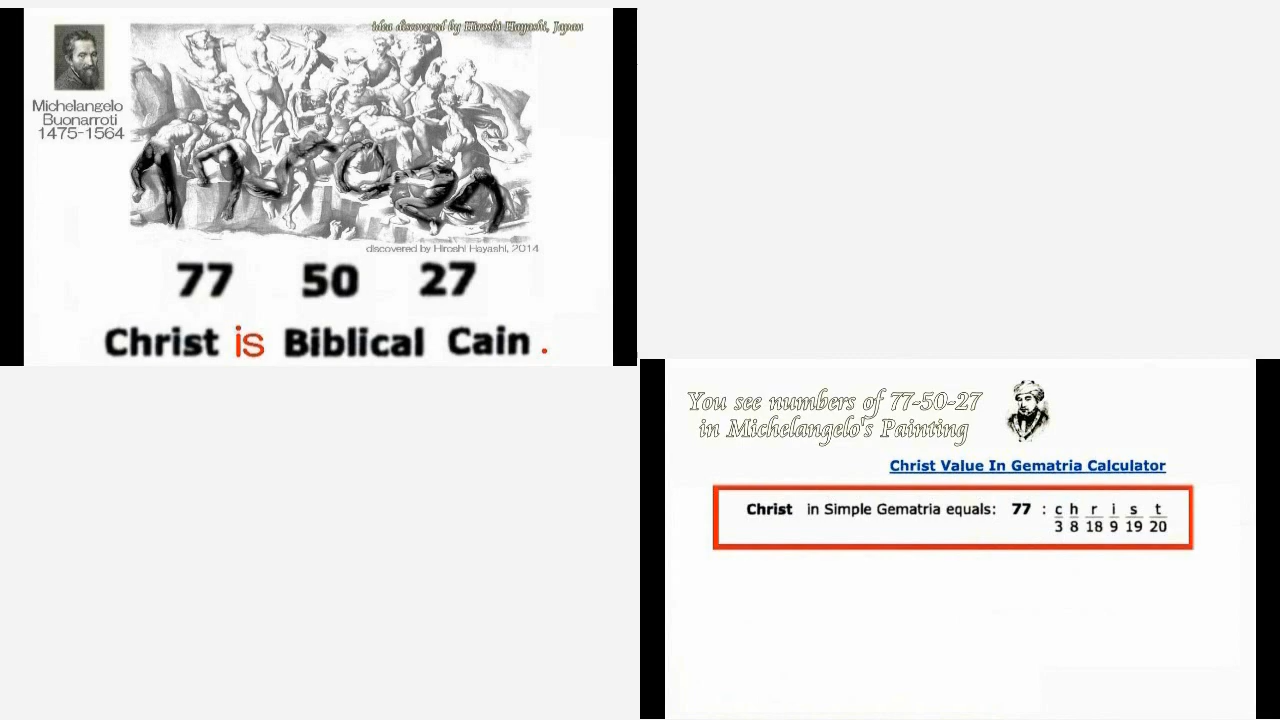 idea discovered by Hiroshi Hayashi, Japan
Michelangelo
Buonarroti
1475-1564
discovered by Hiroshi Hayashi, 2014
77 50 27
Christ is Biblical Cain .
You see numbers of 77-50-27
in Michelangelo's Painting
Christ Value In Gematria Calculator
Christ in Simple Gematria equals: 77 : c h r i s t
3 8 18 9 19 20